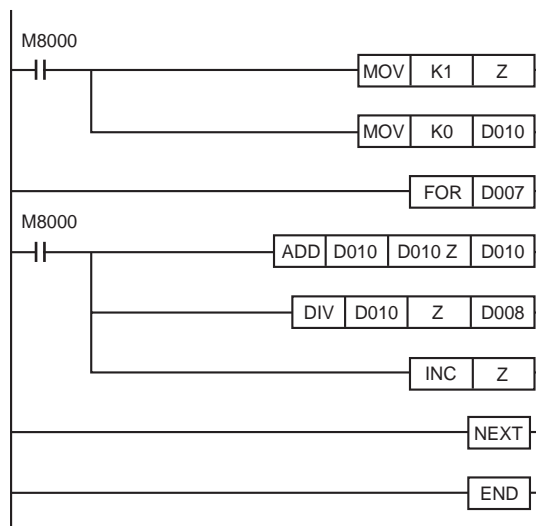 M8000
MOV K1 Z
MOV K0 D010
FOR D007
M8000
ADD D010 D010 Z D010
DIV D010 Z D008
INC Z
NEXT
END